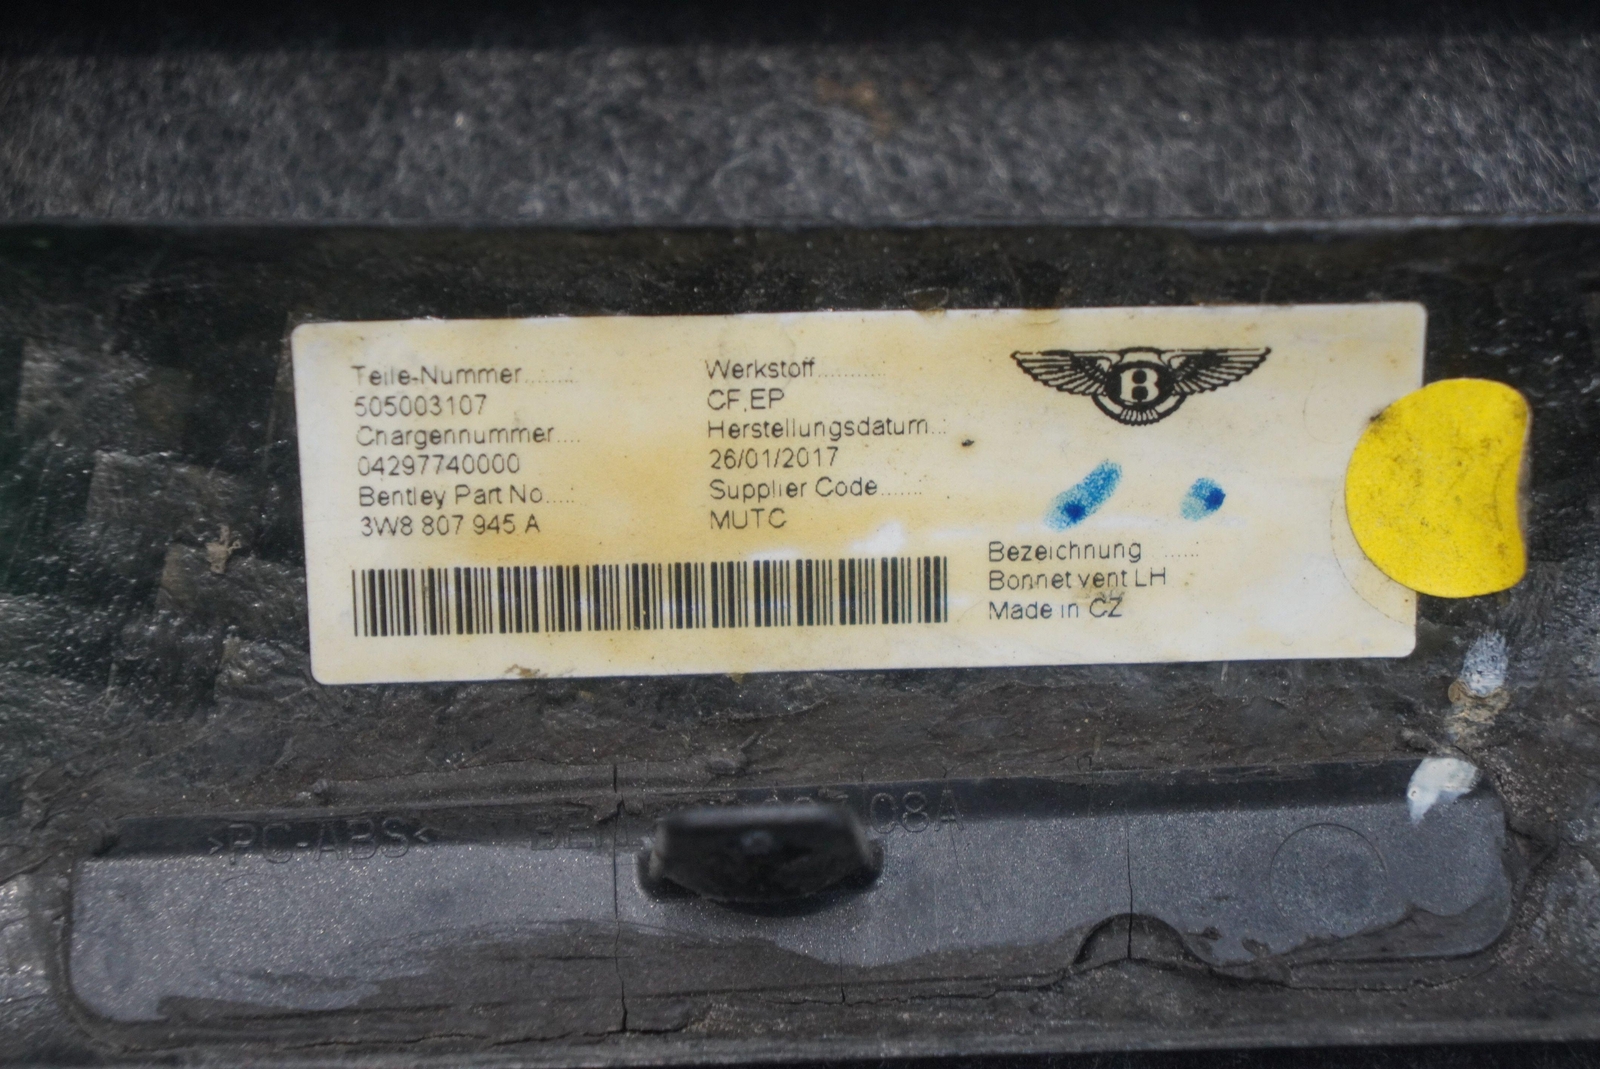 Teile-Nummer........
505003107
Chargennummer....
04297740000
Bentley Part No.....
3W8 807 945 A
Werkstoff...........
CF,EP
Herstellungsdatum...
26/01/2017
Supplier Code.......
MUTC
B
Bezeichnung ......
Bonnet vent LH
Made in CZ
>PC-ABS<
08A